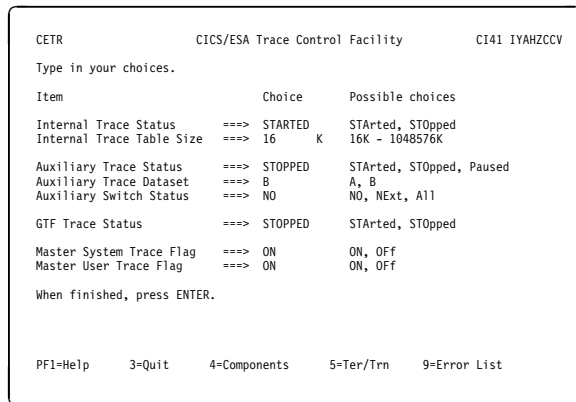 CETR CICS/ESA Trace Control Facility CI41 IYAHZCCV
Type in your choices.
Item Choice Possible choices
Internal Trace Status ===> STARTED STArted, STOpped
Internal Trace Table Size ===> 16 K 16K - 1048576K
Auxiliary Trace Status ===> STOPPED STArted, STOpped, Paused
Auxiliary Trace Dataset ===> B A, B
Auxiliary Switch Status ===> NO NO, NExt, All
GTF Trace Status ===> STOPPED STArted, STOpped
Master System Trace Flag ===> ON ON, OFf
Master User Trace Flag ===> ON ON, OFf
When finished, press ENTER.
PF1=Help 3=Quit 4=Components 5=Ter/Trn 9=Error List